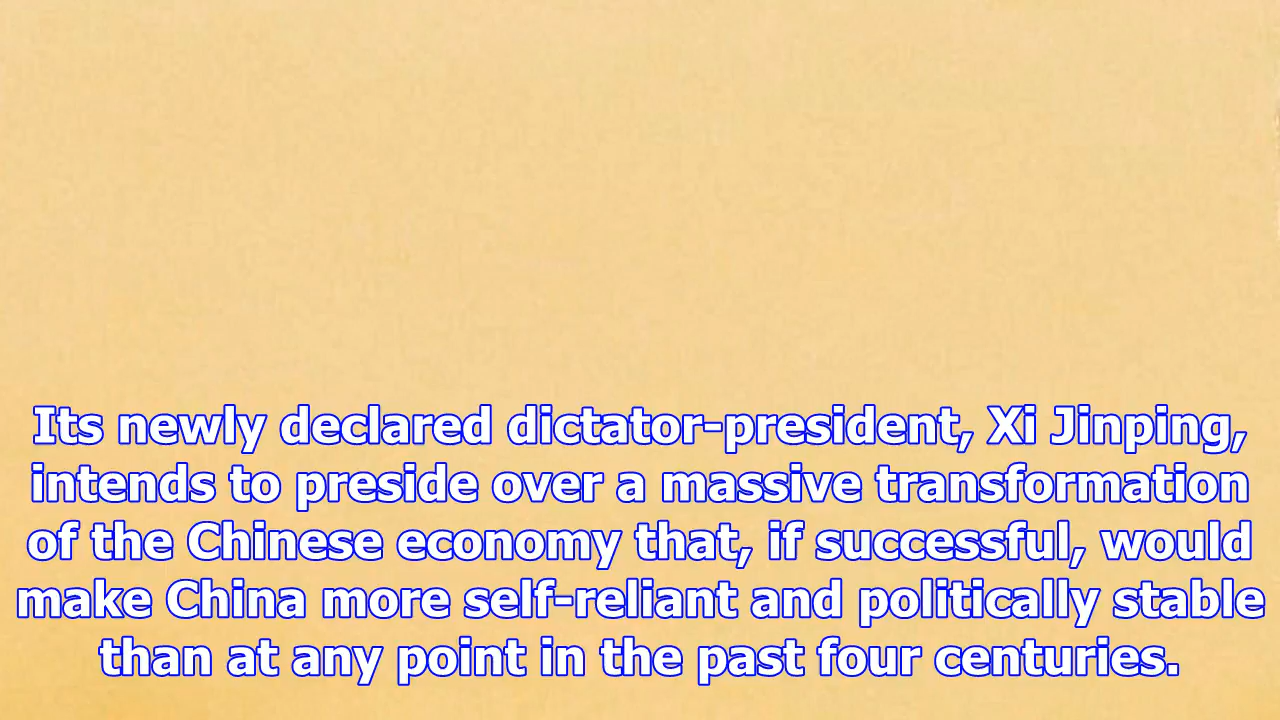 Its newly declared dictator-president, Xi Jinping,
intends to preside over a massive transformation
of the Chinese economy that, if successful, would
make China more self-reliant and politically stable
than at any point in the past four centuries.